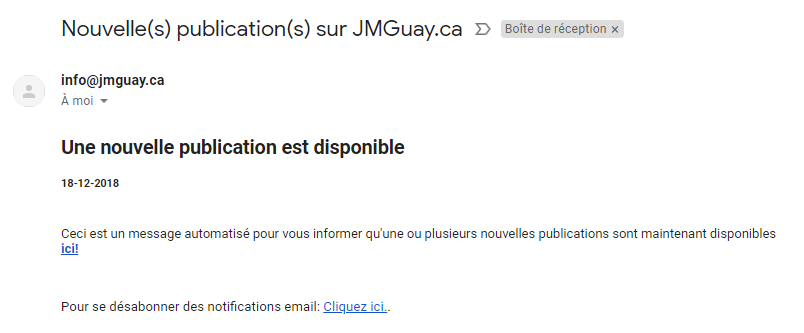 Nouvelle(s) publication(s) sur JMGuay.ca Boîte de réception ×
info@jmguay.ca
À moi
Une nouvelle publication est disponible
18-12-2018
Ceci est un message automatisé pour vous informer qu'une ou plusieurs nouvelles publications sont maintenant disponibles
ici!
Pour se désabonner des notifications email: Cliquez ici..